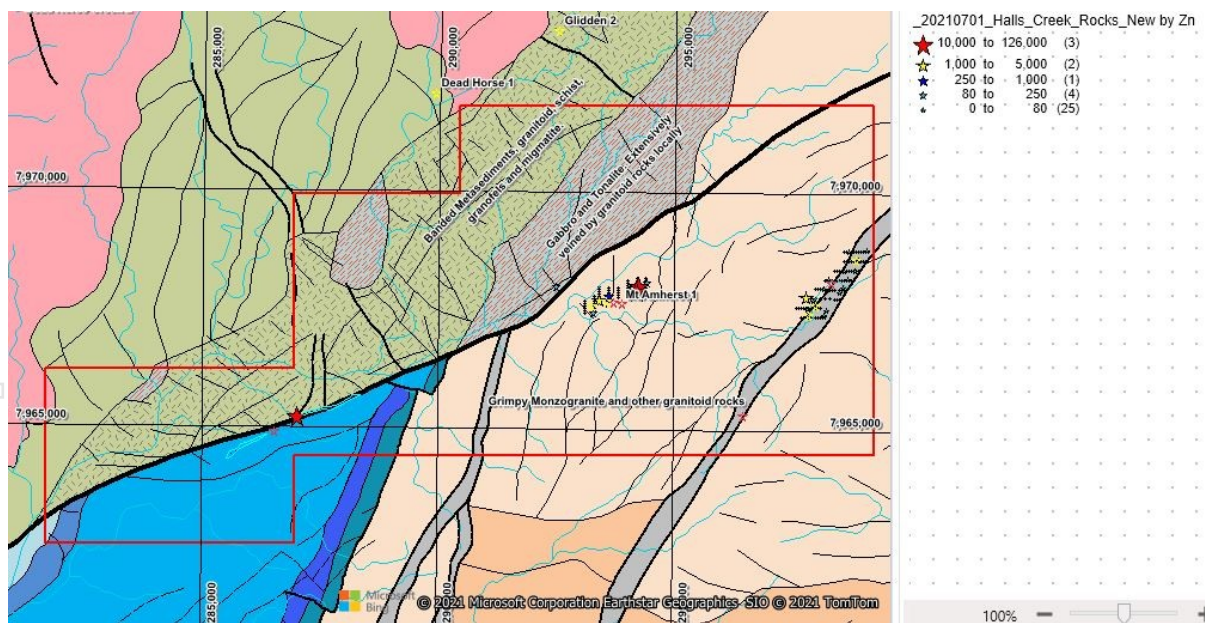 _20210701_Halls_Creek_Rocks_New by Zn
10,000 to 126,000 (3)
1,000 to 5,000 (2)
250 to 1,000 (1)
80 to 250 (4)
0 to 80 (25)
Glidden 2
285,000
290,000
295,000
Dead Horse 1
Banded Metasediments, granitoid, schist,
granofels and migmatite.
Gabbro and Tonalite. Extensively
veined by granitoid rocks locally
7,970,000
7,970,000
Mt Amherst 1
Grimpy Monzogranite and other granitoid rocks
7,965,000
7,965,000
285,000
290,000
295,000
Microsoft
Bing
© 2021 Microsoft Corporation Earthstar Geographics SIO © 2021 TomTom
100%